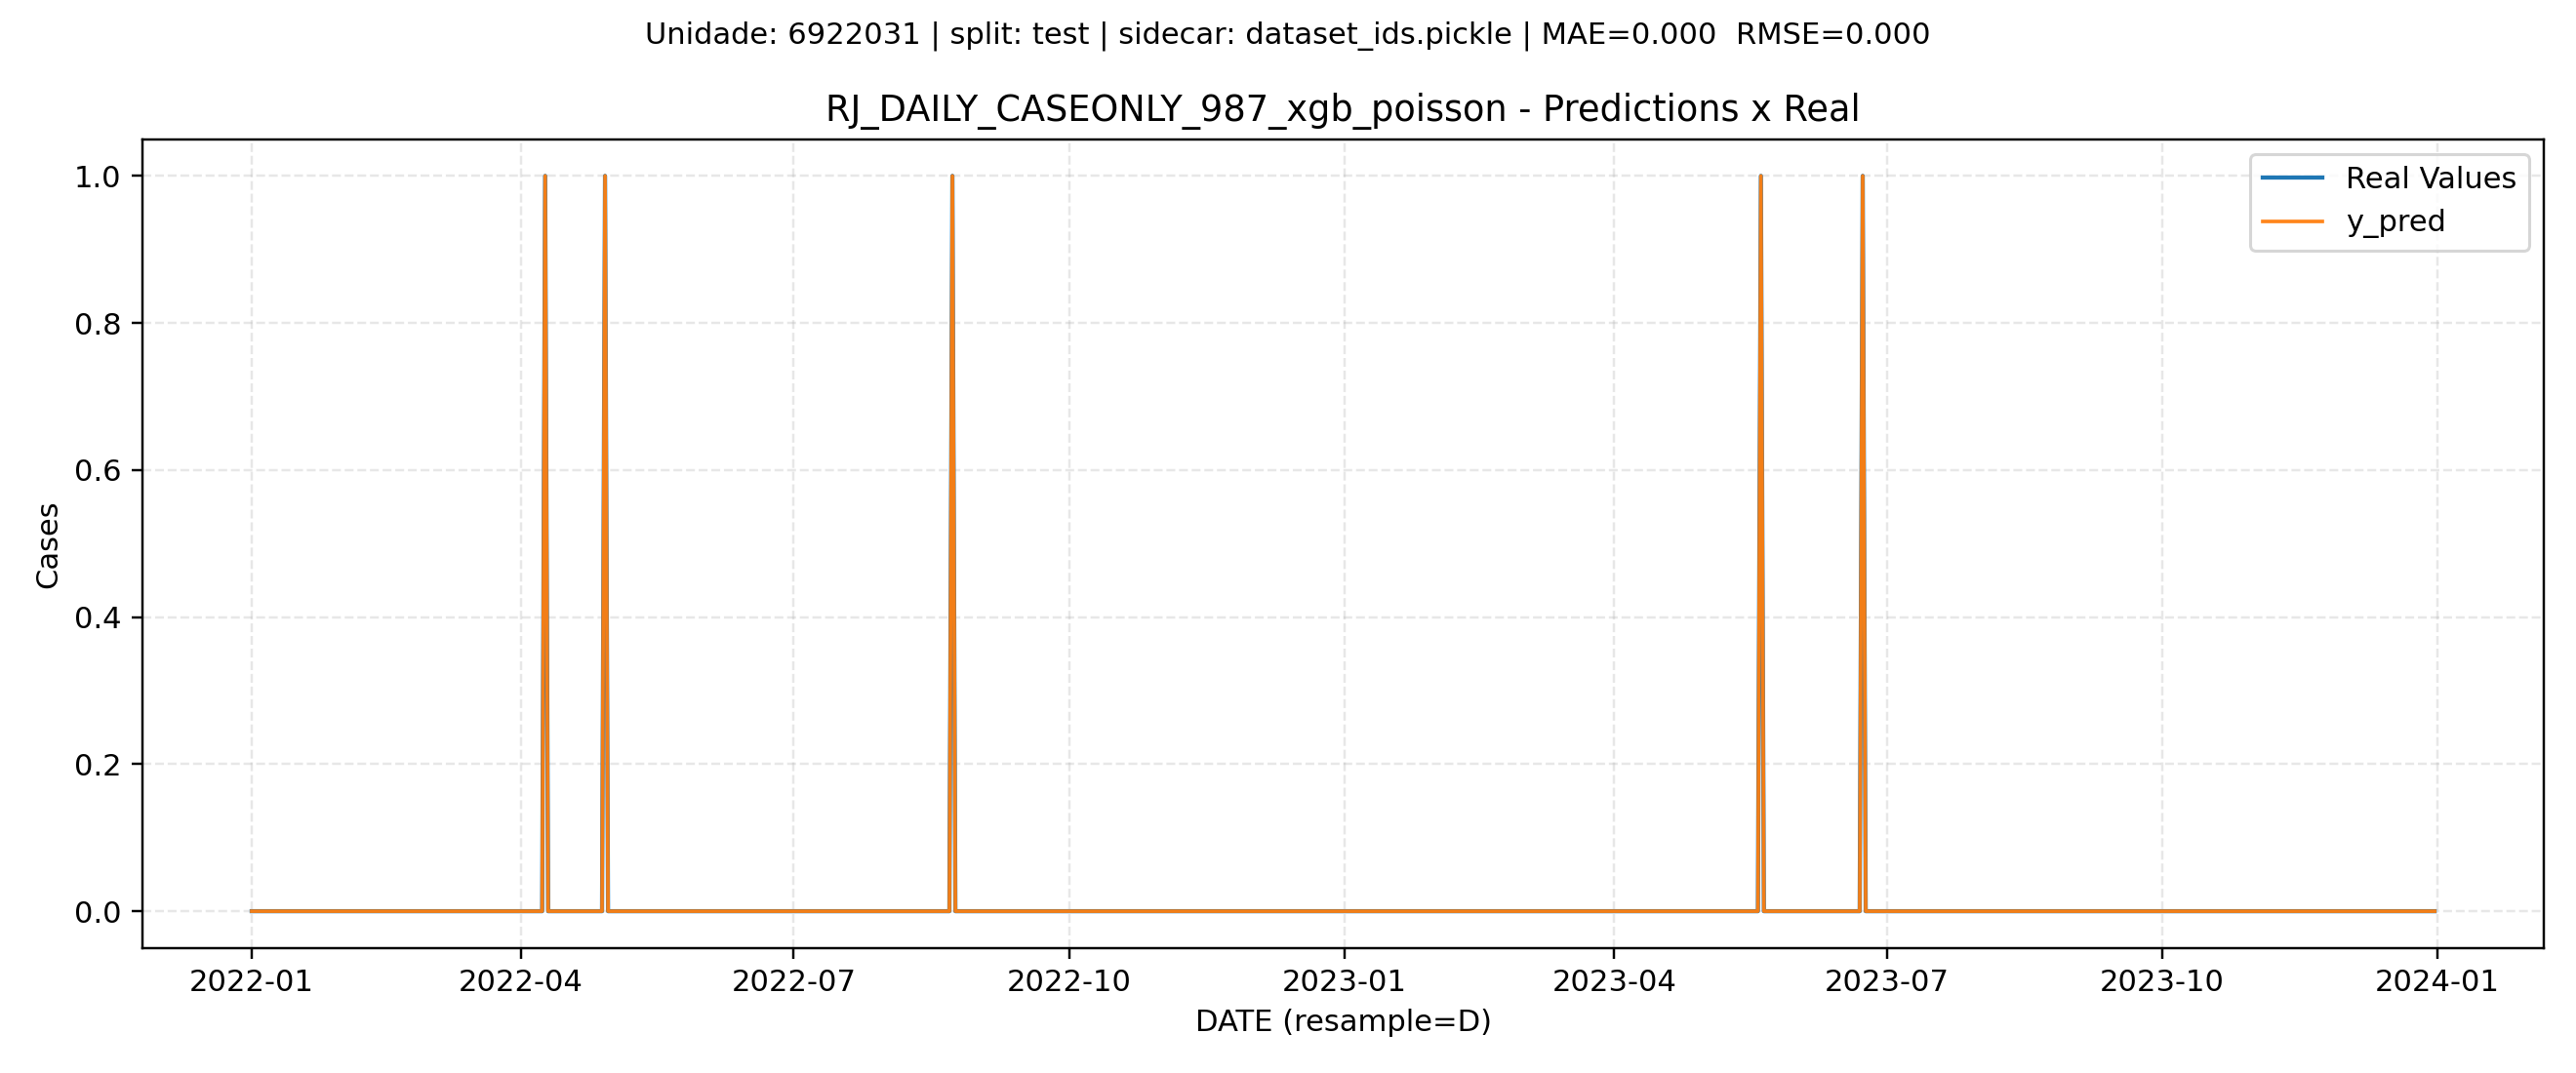 Unidade: 6922031 | split: test | sidecar: dataset_ids.pickle | MAE=0.000  RMSE=0.000
RJ_DAILY_CASEONLY_987_xgb_poisson - Predictions x Real
Real Values
y_pred
Cases
1.0
0.8
0.6
0.4
0.2
0.0
2022-01 2022-04 2022-07 2022-10 2023-01 2023-04 2023-07 2023-10 2024-01
DATE (resample=D)